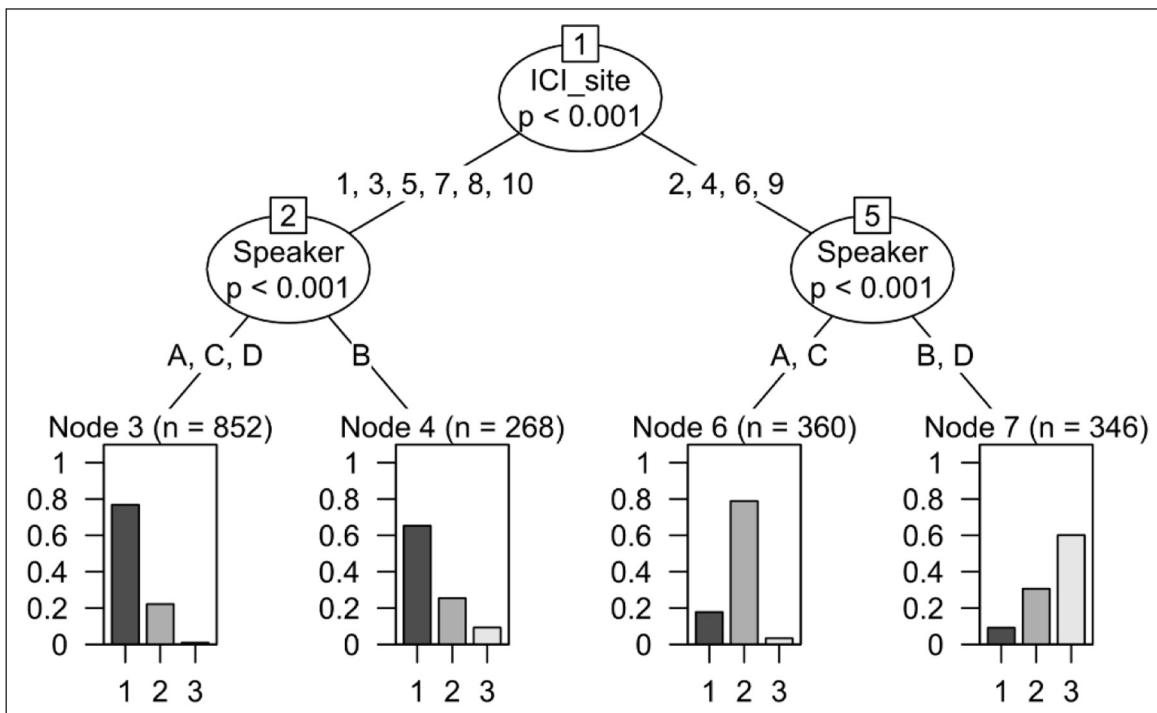 1
ICI_site
p < 0.001
1, 3, 5, 7, 8, 10
2, 4, 6, 9
2
Speaker
p < 0.001
5
Speaker
p < 0.001
A, C, D
B
A, C
B, D
Node 3 (n = 852)
1
0.8
0.6
0.4
0.2
0
1 2 3
Node 4 (n = 268)
1
0.8
0.6
0.4
0.2
0
1 2 3
Node 6 (n = 360)
1
0.8
0.6
0.4
0.2
0
1 2 3
Node 7 (n = 346)
1
0.8
0.6
0.4
0.2
0
1 2 3